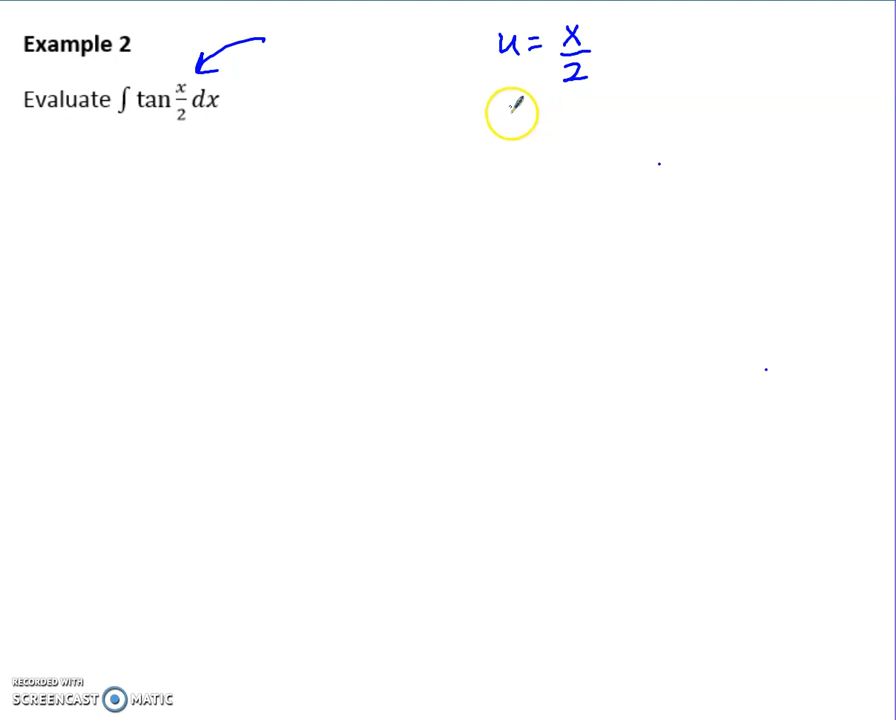 Example 2
u = x/2
Evaluate ∫ tan x/2 dx
RECORDED WITH
SCREENCAST MATIC